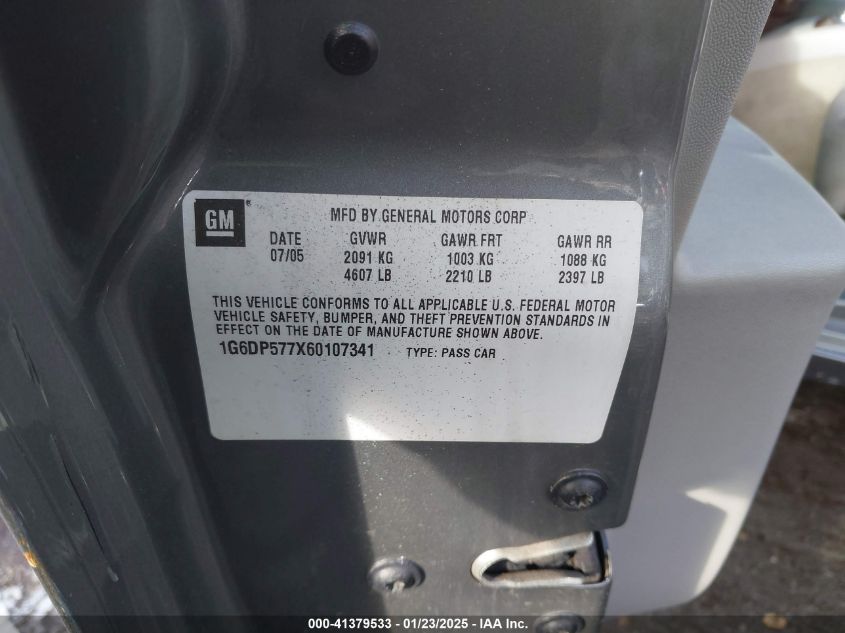 GM
MFD BY GENERAL MOTORS CORP
DATE GVWR GAWR FRT GAWR RR
07/05 2091 KG 1003 KG 1088 KG
4607 LB 2210 LB 2397 LB
THIS VEHICLE CONFORMS TO ALL APPLICABLE U.S. FEDERAL MOTOR
VEHICLE SAFETY, BUMPER, AND THEFT PREVENTION STANDARDS IN
EFFECT ON THE DATE OF MANUFACTURE SHOWN ABOVE.
1G6DP577X60107341 TYPE: PASS CAR
000-41379533 - 01/23/2025 - IAA Inc.